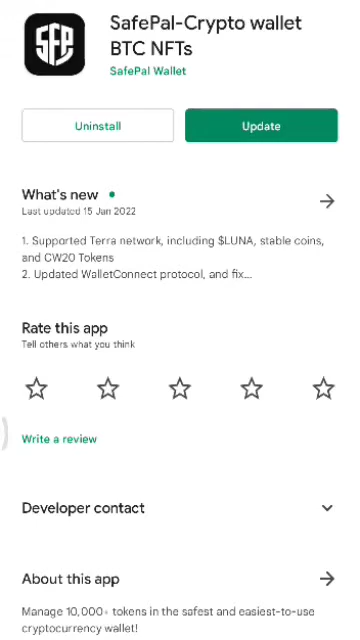 SFP
SafePal-Crypto wallet
BTC NFTs
SafePal Wallet
Uninstall
Update
What's new
Last updated 15 Jan 2022
1. Supported Terra network, including $LUNA, stable coins,
and CW20 Tokens
2. Updated WalletConnect protocol, and fix...
Rate this app
Tell others what you think
Write a review
Developer contact
About this app
Manage 10,000+ tokens in the safest and easiest-to-use
cryptocurrency wallet!